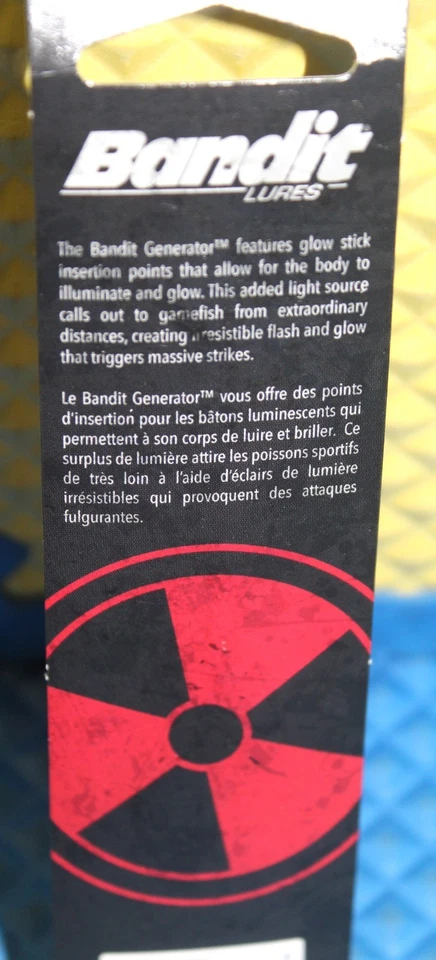 Bandit
LURES
The Bandit Generator™ features glow stick
insertion points that allow for the body to
illuminate and glow. This added light source
calls out to gamefish from extraordinary
distances, creating irresistible flash and glow
that triggers massive strikes.
Le Bandit Generator™ vous offre des points
d'insertion pour les bâtons luminescents qui
permettent à son corps de luire et briller. Ce
surplus de lumière attire les poissons sportifs
de très loin à l'aide d'éclairs de lumière
irrésistibles qui provoquent des attaques
fulgurantes.